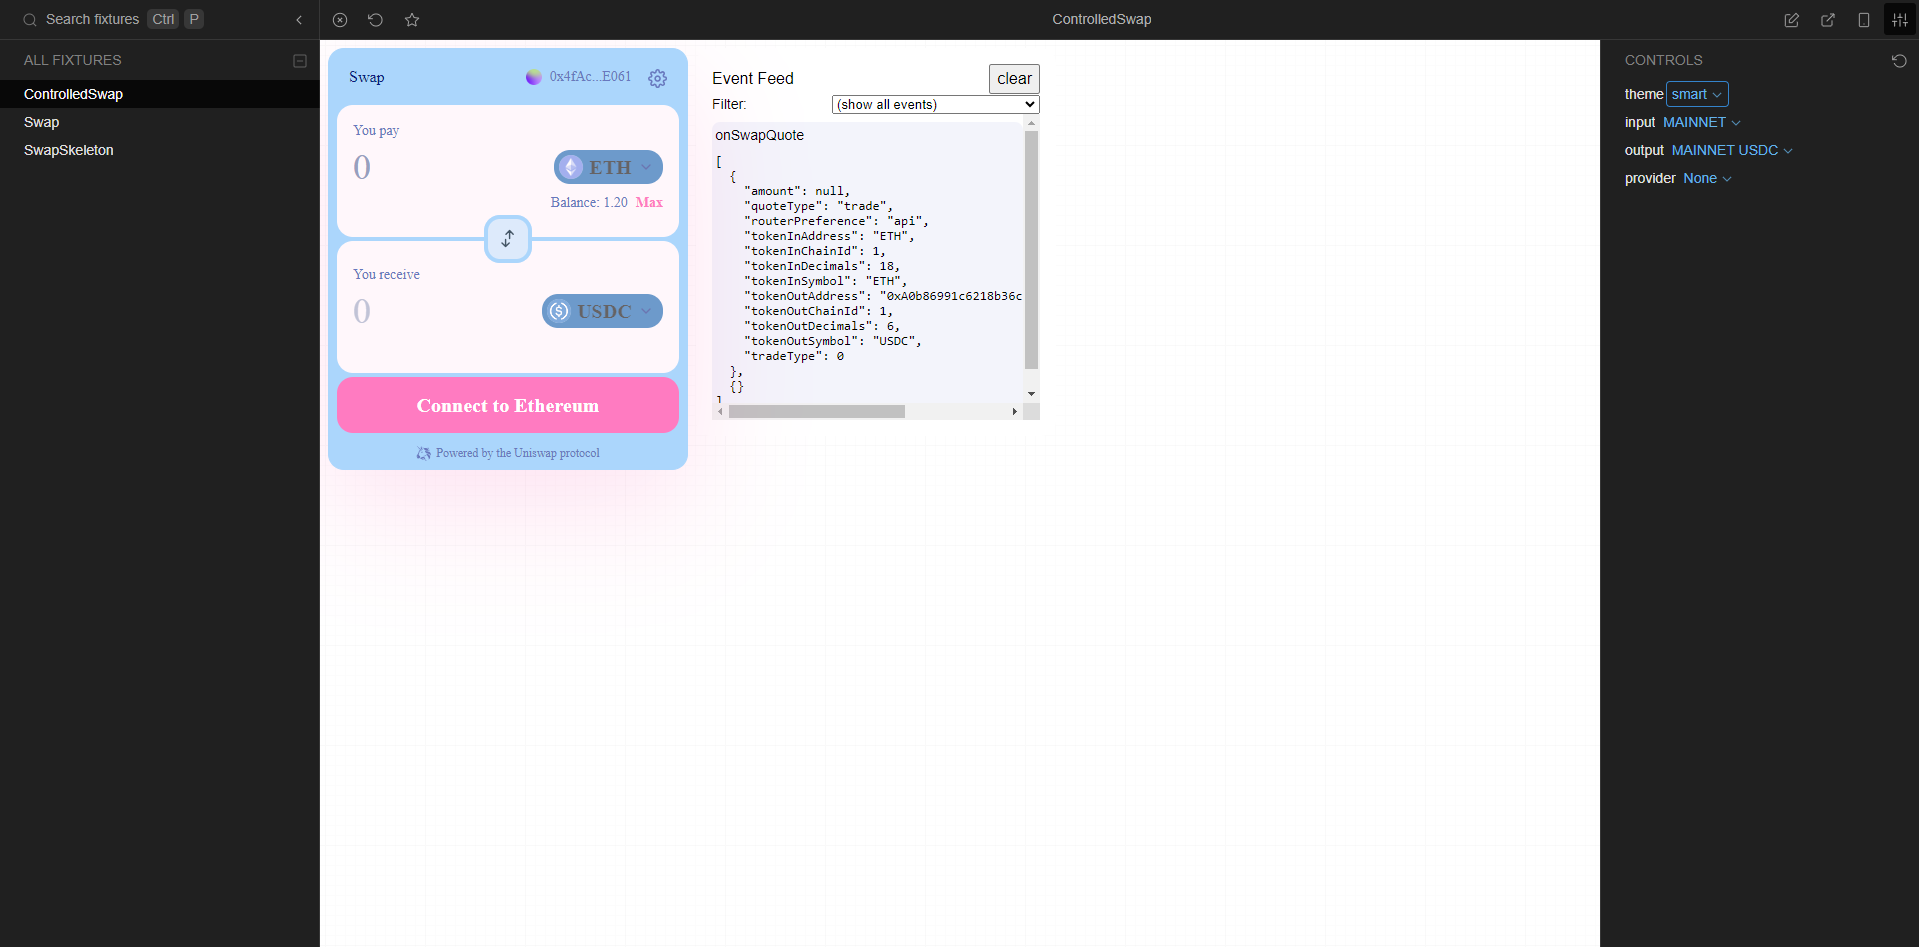 Search fixtures Ctrl P
ControlledSwap
ALL FIXTURES
ControlledSwap
Swap
SwapSkeleton
Swap 0x4fAc...E061
You pay
0 ETH
Balance: 1.20 Max
You receive
0 USDC
Connect to Ethereum
Powered by the Uniswap protocol
Event Feed clear
Filter: (show all events)
onSwapQuote
[
{
"amount": null,
"quoteType": "trade",
"routerPreference": "api",
"tokenInAddress": "ETH",
"tokenInChainId": 1,
"tokenInDecimals": 18,
"tokenInSymbol": "ETH",
"tokenOutAddress": "0xA0b86991c6218b36c
"tokenOutChainId": 1,
"tokenOutDecimals": 6,
"tokenOutSymbol": "USDC",
"tradeType": 0
},
{}
]
CONTROLS
theme smart
input MAINNET
output MAINNET USDC
provider None